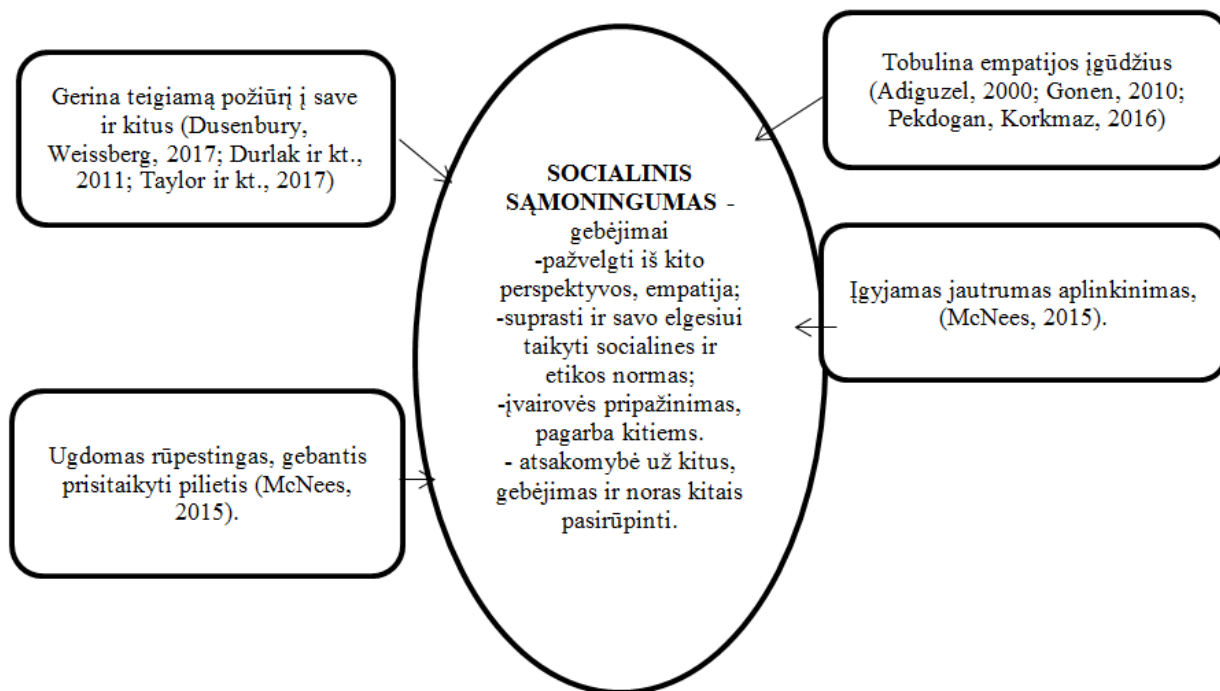 Gerina teigiamą požiūrį į save
ir kitus (Dusenbury,
Weissberg, 2017; Durlak ir kt.,
2011; Taylor ir kt., 2017)
Ugdomas rūpestingas, gebantis
prisitaikyti pilietis (McNees,
2015).
SOCIALINIS
SĄMONINGUMAS -
gebėjimai
-pažvelgti iš kito
perspektyvos, empatija;
-suprasti ir savo elgesiui
taikyti socialines ir
etikos normas;
-įvairovės pripažinimas,
pagarba kitiems.
- atsakomybė už kitus,
gebėjimas ir noras kitais
pasirūpinti.
Tobulina empatijos įgūdžius
(Adiguzel, 2000; Gonen, 2010;
Pekdogan, Korkmaz, 2016)
Įgyjamas jautrumas aplinkinimas,
(McNees, 2015).